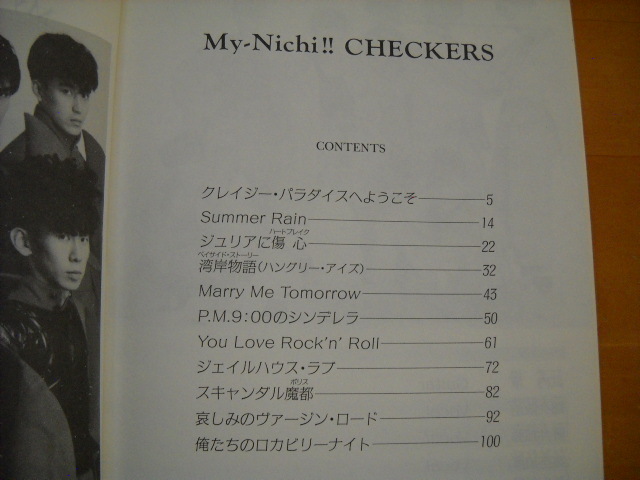 My-Nichi!! CHECKERS
CONTENTS
クレイジー・パラダイスへようこそ 5
Summer Rain 14
ハートブレイク
ジュリアに傷心 22
ベイサイド・ストーリー
湾岸物語(ハングリー・アイズ) 32
Marry Me Tomorrow 43
P.M.9:00のシンデレラ 50
You Love Rock'n' Roll 61
ジェイルハウス・ラブ 72
ポリス
スキャンダル魔都 82
哀しみのヴァージン・ロード 92
俺たちのロカビリーナイト 100